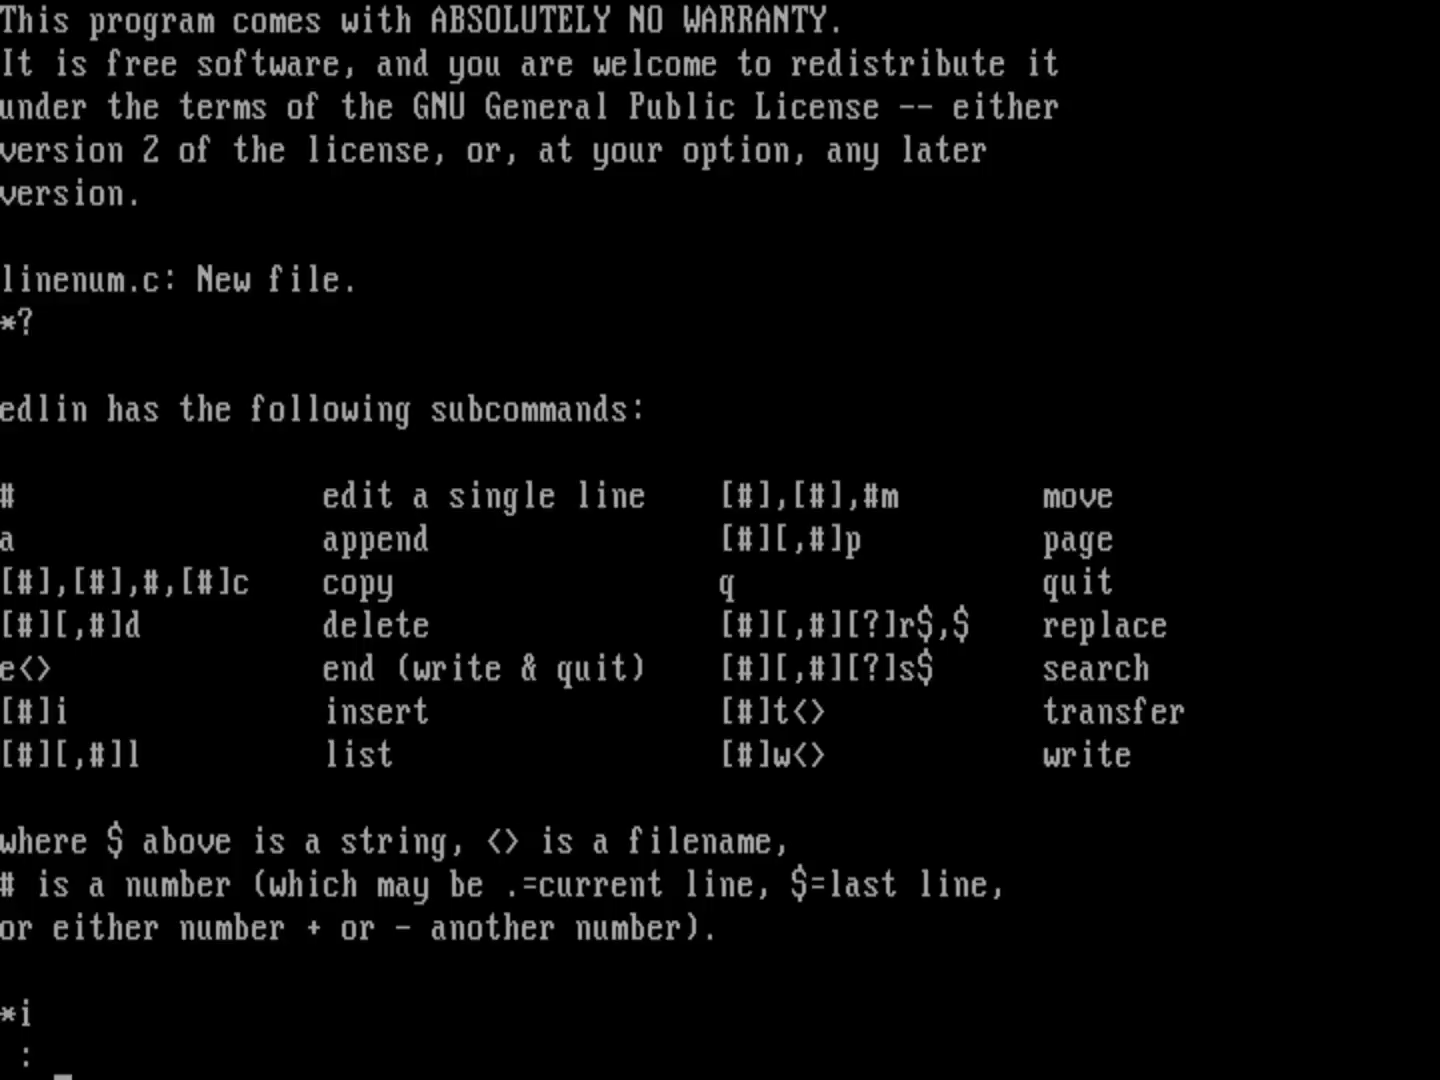 This program comes with ABSOLUTELY NO WARRANTY.
It is free software, and you are welcome to redistribute it
under the terms of the GNU General Public License -- either
version 2 of the license, or, at your option, any later
version.
linenum.c: New file.
*?
edlin has the following subcommands:
#                 edit a single line    [#],[#],#m        move
a                 append                [#][,#]p          page
[#],[#],#,[#]c    copy                  q                 quit
[#][,#]d          delete                [#][,#][?]r$,$    replace
e<>               end (write & quit)    [#][,#][?]s$      search
[#]i              insert                [#]t<>            transfer
[#][,#]l          list                  [#]w<>            write
where $ above is a string, <> is a filename,
# is a number (which may be .=current line, $=last line,
or either number + or - another number).
*i
 : _